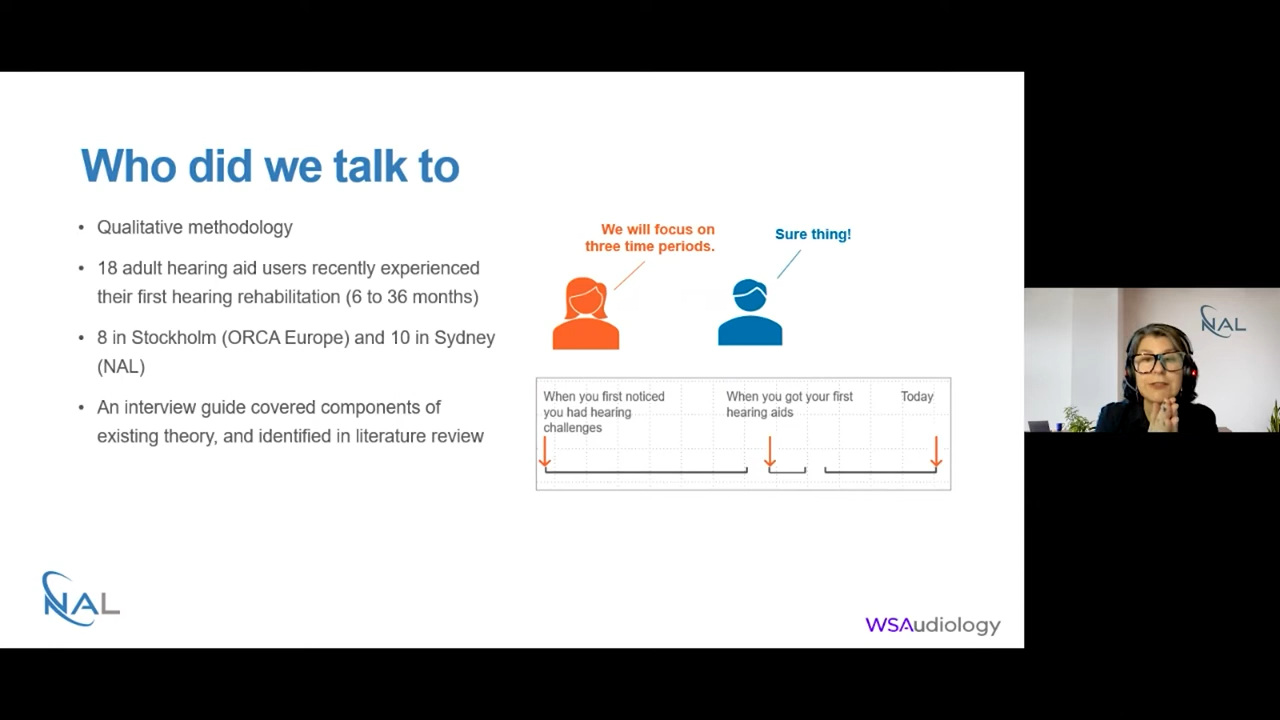 Who did we talk to
• Qualitative methodology
• 18 adult hearing aid users recently experienced
their first hearing rehabilitation (6 to 36 months)
• 8 in Stockholm (ORCA Europe) and 10 in Sydney
(NAL)
• An interview guide covered components of
existing theory, and identified in literature review
We will focus on
three time periods.
Sure thing!
When you first noticed
you had hearing
challenges
When you got your first
hearing aids
Today
NAL
WSAudiology
NAL